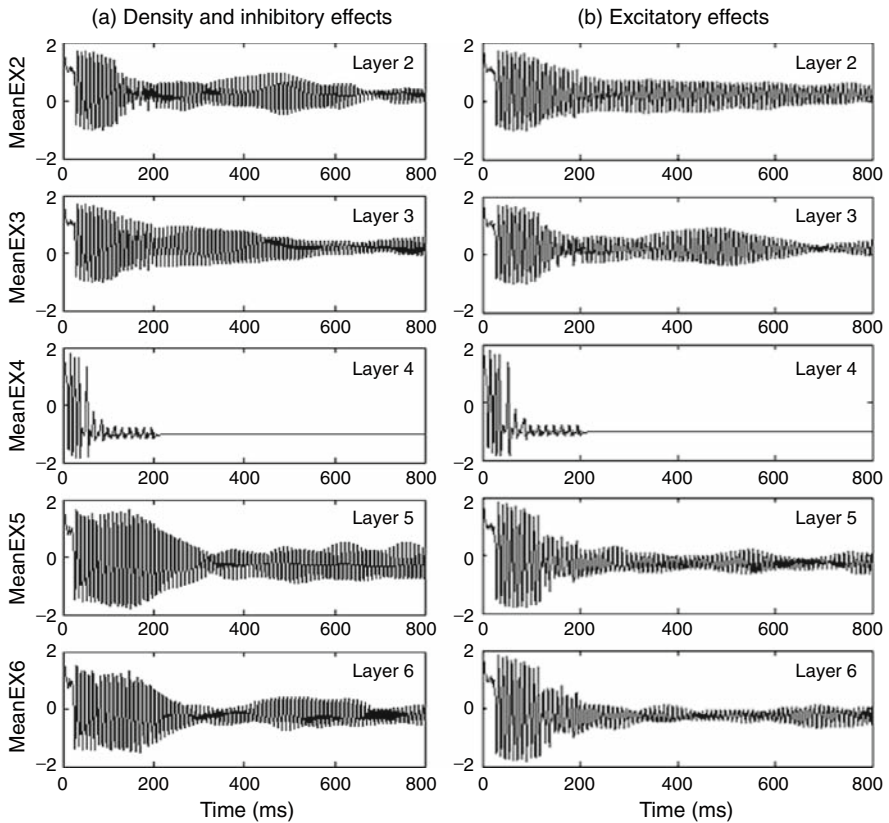 (a) Density and inhibitory effects
(b) Excitatory effects
MeanEX2
2
0
−2
Layer 2
0 200 400 600 800
2
0
−2
Layer 2
0 200 400 600 800
MeanEX3
2
0
−2
Layer 3
0 200 400 600 800
2
0
−2
Layer 3
0 200 400 600 800
MeanEX4
2
0
−2
Layer 4
0 200 400 600 800
2
0
−2
Layer 4
0 200 400 600 800
MeanEX5
2
0
−2
Layer 5
0 200 400 600 800
2
0
−2
Layer 5
0 200 400 600 800
MeanEX6
2
0
−2
Layer 6
0 200 400 600 800
Time (ms)
2
0
−2
Layer 6
0 200 400 600 800
Time (ms)